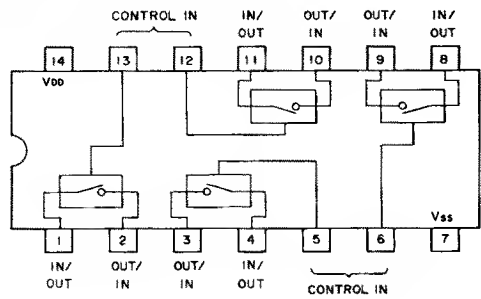 CONTROL IN
IN/
OUT
OUT/
IN
OUT/
IN
IN/
OUT
14 13 12 11 10 9 8
VDD
VSS
1 2 3 4 5 6 7
IN/
OUT
OUT/
IN
OUT/
IN
IN/
OUT
CONTROL IN